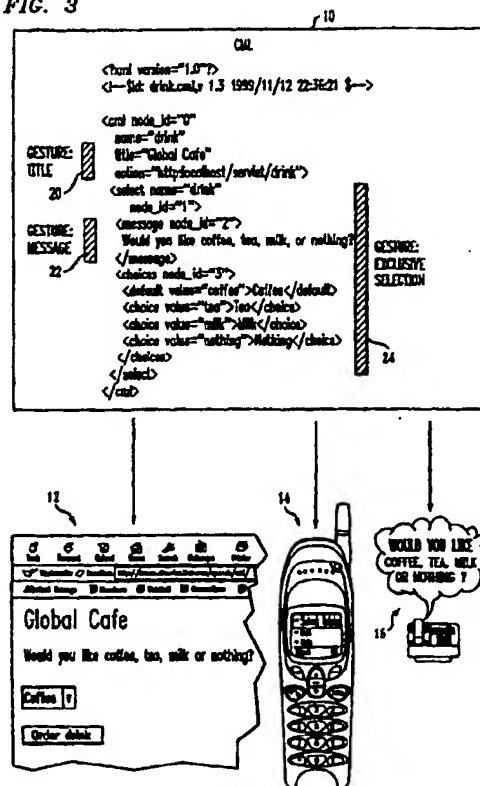 FIG. 3
10
CML
<?xml version="1.0"?>
<!--$Id: drink.cml,v 1.3 1999/11/12 22:36:21 $-->
<cml node_id="0"
name="drink"
title="Global Cafe"
action="http:localhost/servlet/drink">
<select name="drink"
node_id="1">
<message node_id="2">
Would you like coffee, tea, milk, or nothing?
</message>
<choices node_id="3">
<default value="coffee">Coffee</default>
<choice value="tea">Tea</choice>
<choice value="milk">Milk</choice>
<choice value="nothing">Nothing</choice>
</choices>
</select>
</cml>
GESTURE:
TITLE
20
GESTURE:
MESSAGE
22
GESTURE:
EXCLUSIVE
SELECTION
24
12
Global Cafe
Would you like coffee, tea, milk or nothing?
Coffee
Order drink
14
WOULD YOU LIKE
COFFEE, TEA, MILK
OR NOTHING ?
16